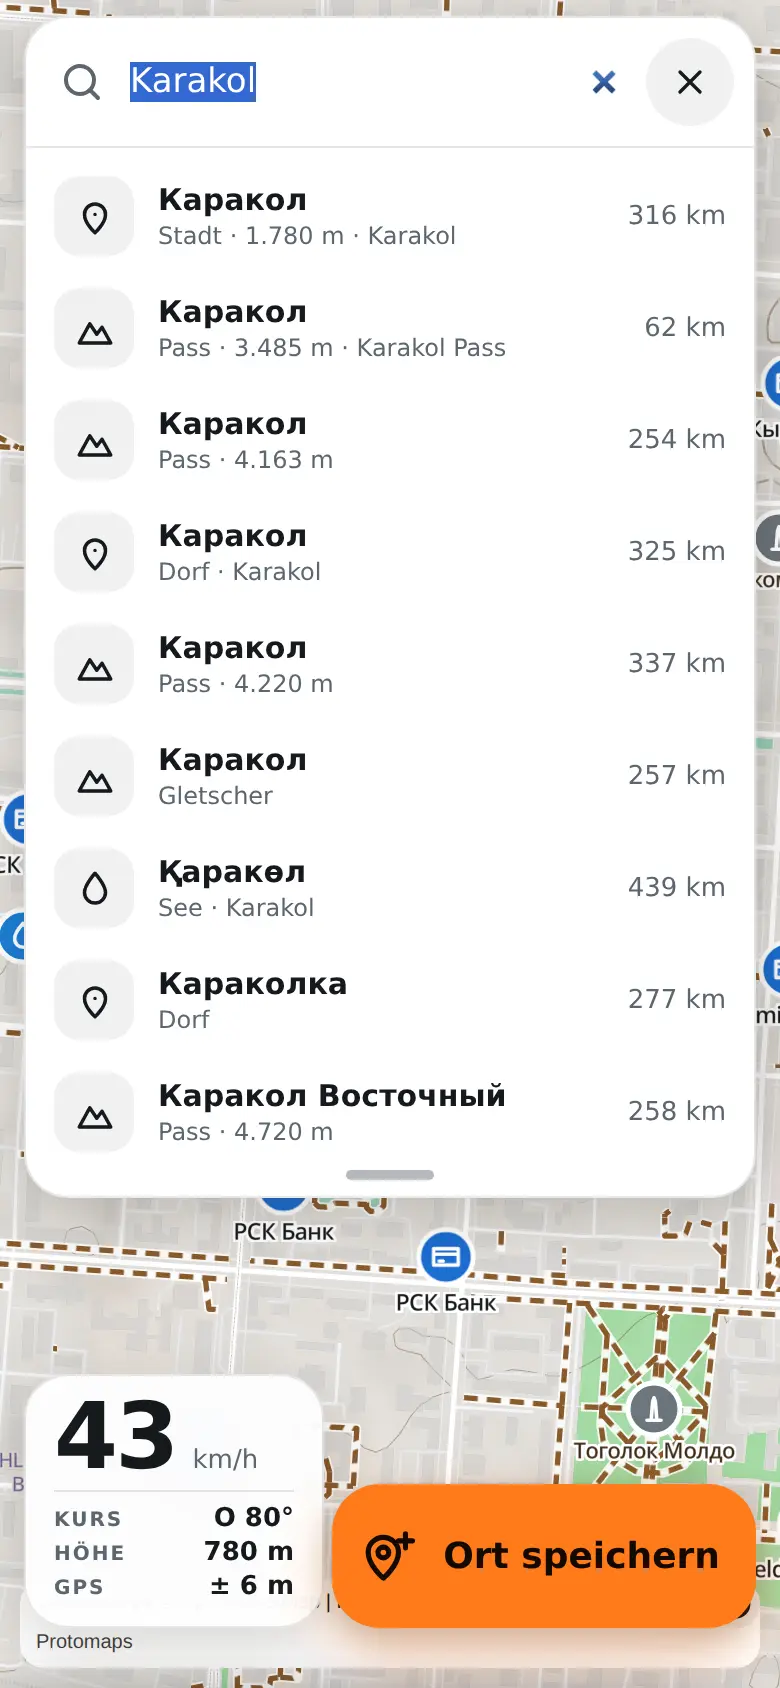 Karakol
Каракол
Stadt · 1.780 m · Karakol
316 km
Каракол
Pass · 3.485 m · Karakol Pass
62 km
Каракол
Pass · 4.163 m
254 km
Каракол
Dorf · Karakol
325 km
Каракол
Pass · 4.220 m
337 km
Каракол
Gletscher
257 km
Қаракөл
See · Karakol
439 km
Караколка
Dorf
277 km
Каракол Восточный
Pass · 4.720 m
258 km
РСК Банк
РСК Банк
Тоголок Молдо
43 km/h
KURS O 80°
HÖHE 780 m
GPS ± 6 m
Ort speichern
Protomaps